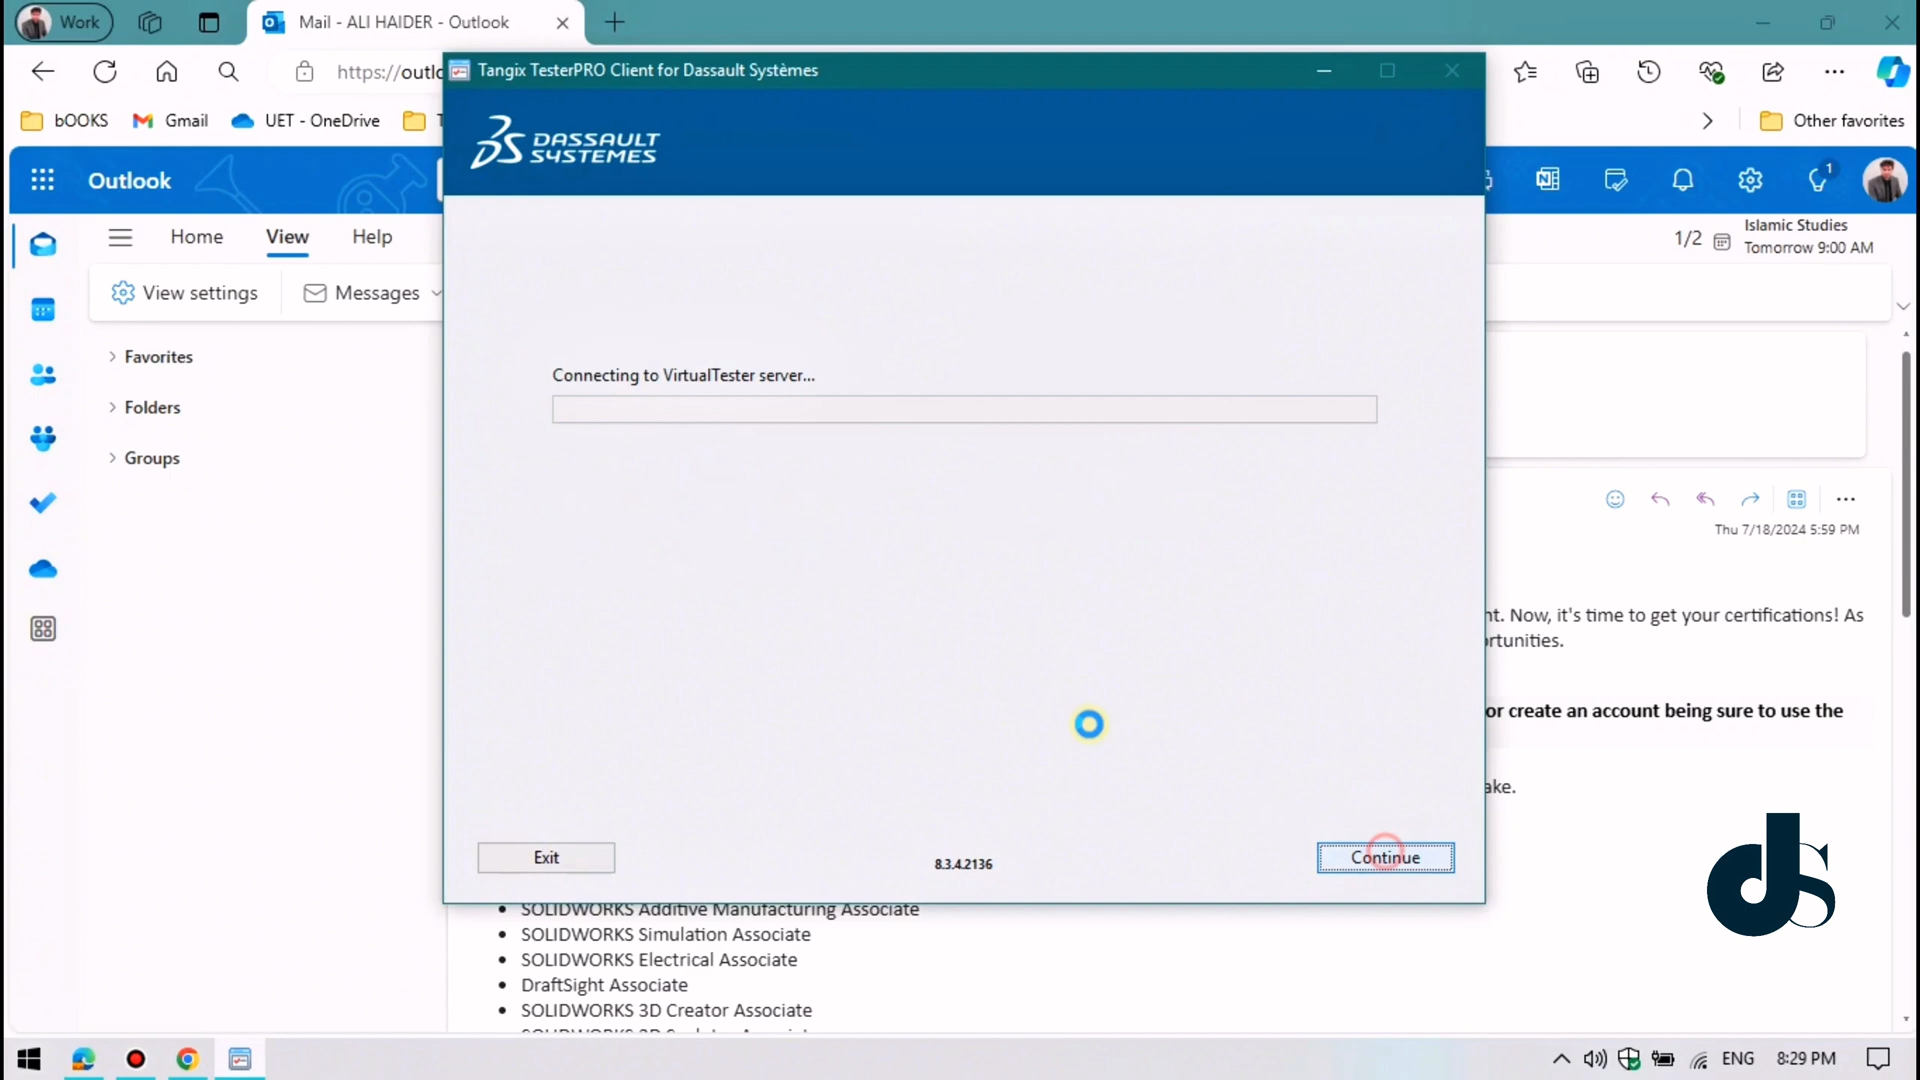 Work
Mail - ALI HAIDER - Outlook
https://outlo
bOOKS
Gmail
UET - OneDrive
Other favorites
Tangix TesterPRO Client for Dassault Systèmes
DASSAULT
SYSTEMES
Outlook
1
Home
View
Help
1/2
Islamic Studies
Tomorrow 9:00 AM
View settings
Messages
Favorites
Folders
Groups
Connecting to VirtualTester server...
Thu 7/18/2024 5:59 PM
nt. Now, it's time to get your certifications! As
ortunities.
or create an account being sure to use the
ake.
Exit
8.3.4.2136
Continue
ds
• SOLIDWORKS Additive Manufacturing Associate
• SOLIDWORKS Simulation Associate
• SOLIDWORKS Electrical Associate
• DraftSight Associate
• SOLIDWORKS 3D Creator Associate
ENG
8:29 PM